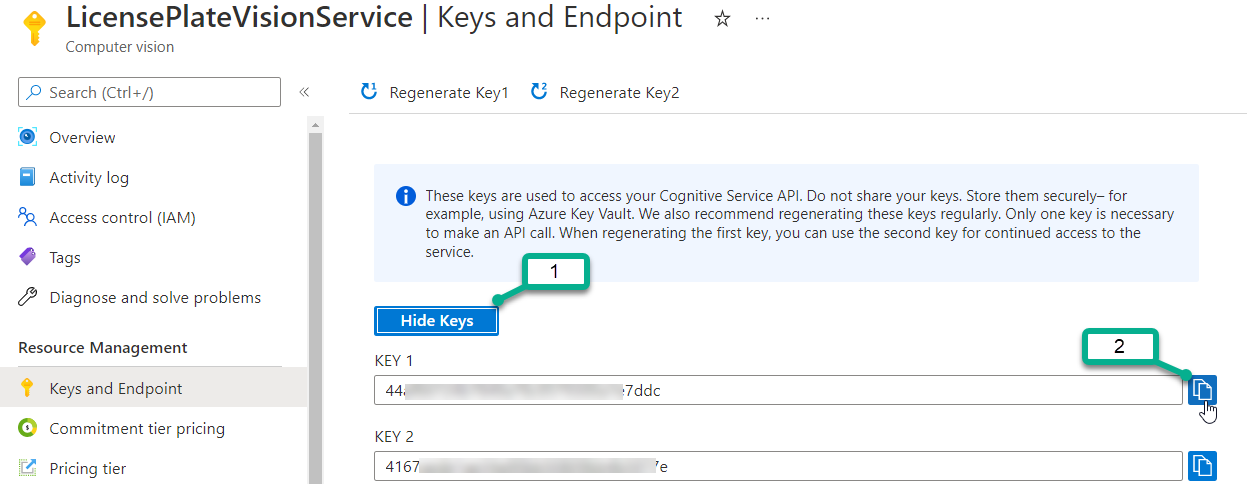 LicensePlateVisionService | Keys and Endpoint ☆ ···
Computer vision
Search (Ctrl+/) «
Overview
Activity log
Access control (IAM)
Tags
Diagnose and solve problems
Resource Management
Keys and Endpoint
Commitment tier pricing
Pricing tier
1 Regenerate Key1 2 Regenerate Key2
These keys are used to access your Cognitive Service API. Do not share your keys. Store them securely– for
example, using Azure Key Vault. We also recommend regenerating these keys regularly. Only one key is necessary
to make an API call. When regenerating the first key, you can use the second key for continued access to the
service.
1
Hide Keys
2
KEY 1
44a e7ddc
KEY 2
4167 7e